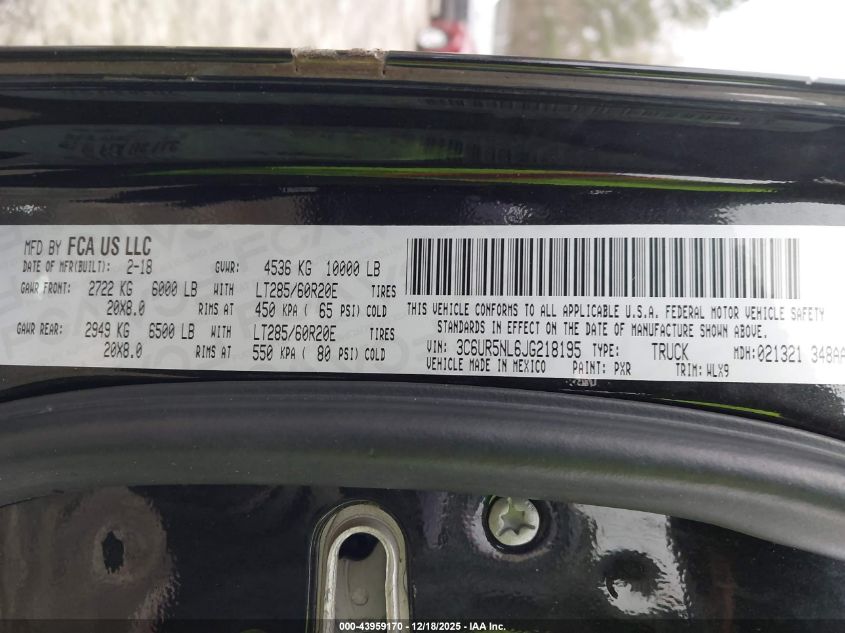 MFD BY FCA US LLC
DATE OF MFR(BUILT): 2-18 GVWR: 4536 KG 10000 LB
GAWR FRONT: 2722 KG 6000 LB WITH LT285/60R20E TIRES
20X8.0 RIMS AT 450 KPA ( 65 PSI) COLD
GAWR REAR: 2949 KG 6500 LB WITH LT285/60R20E TIRES
20X8.0 RIMS AT 550 KPA ( 80 PSI) COLD
THIS VEHICLE CONFORMS TO ALL APPLICABLE U.S.A. FEDERAL MOTOR VEHICLE SAFETY
STANDARDS IN EFFECT ON THE DATE OF MANUFACTURE SHOWN ABOVE.
VIN: 3C6UR5NL6JG218195 TYPE: TRUCK MDH:021321 348AA
VEHICLE MADE IN MEXICO PAINT: PXR TRIM: WLX9
000-43959170 • 12/18/2025 • IAA Inc.